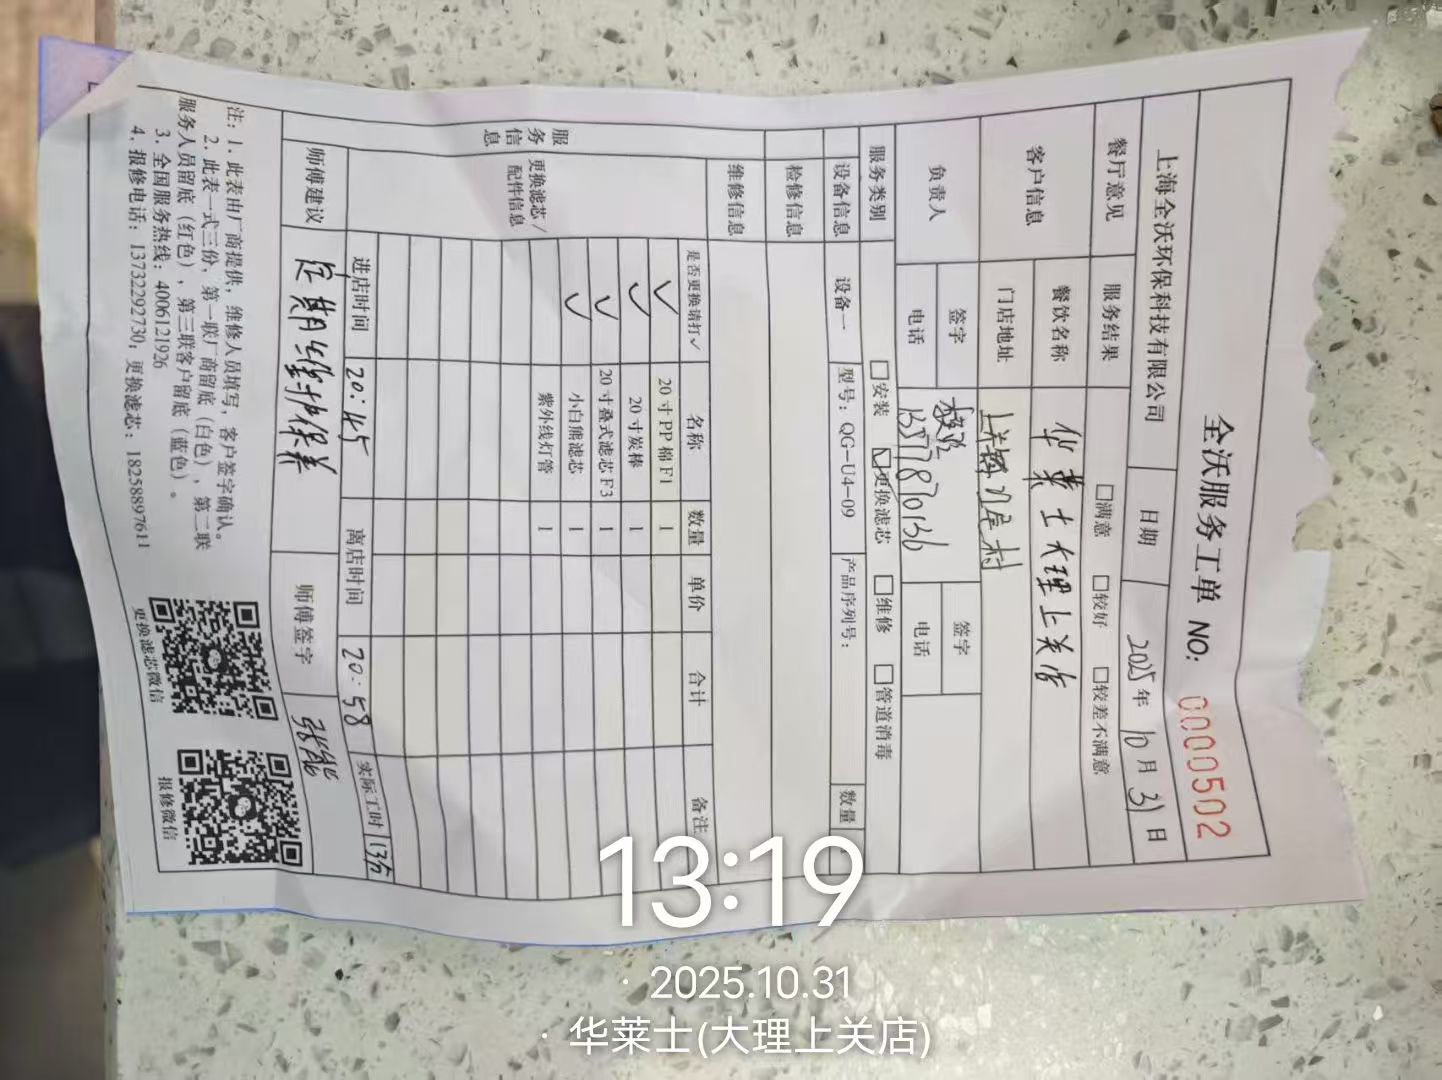 全沃服务工单 NO: 0000502
上海全沃环保科技有限公司 日期 2025年10月31日
餐厅意见 服务结果 □满意 □较好 □较差不满意
客户信息 餐饮名称 华莱士大理上关店
门店地址 上关镇 村
负责人 签字 签字
电话 电话
服务类别 □安装 ☑更换滤芯 □维修 □管道消毒
设备信息 设备一 型号：QG-U4-09 产品序列号： 数量
检修信息
维修信息
服务信息
更换滤芯/配件信息
是否更换请打✓ 名称 数量 单价 合计 备注
✓ 20寸PP棉F1 1
✓ 20寸炭棒 1
✓ 20寸叠式滤芯F3 1
✓ 小白熊滤芯 1
紫外线灯管 1
进店时间 20:45 离店时间 20:58 实际工时 13分
师傅建议 定期维护保养 师傅签字
注：1. 此表由厂商提供，维修人员填写，客户签字确认。
2. 此表一式三份，第一联厂商留底（白色），第二联
服务人员留底（红色），第三联客户留底（蓝色）。
3. 全国服务热线：4006121926
4. 报修电话：13732292730；更换滤芯：18258897611
更换滤芯微信 报修微信
13:19
· 2025.10.31
· 华莱士(大理上关店)